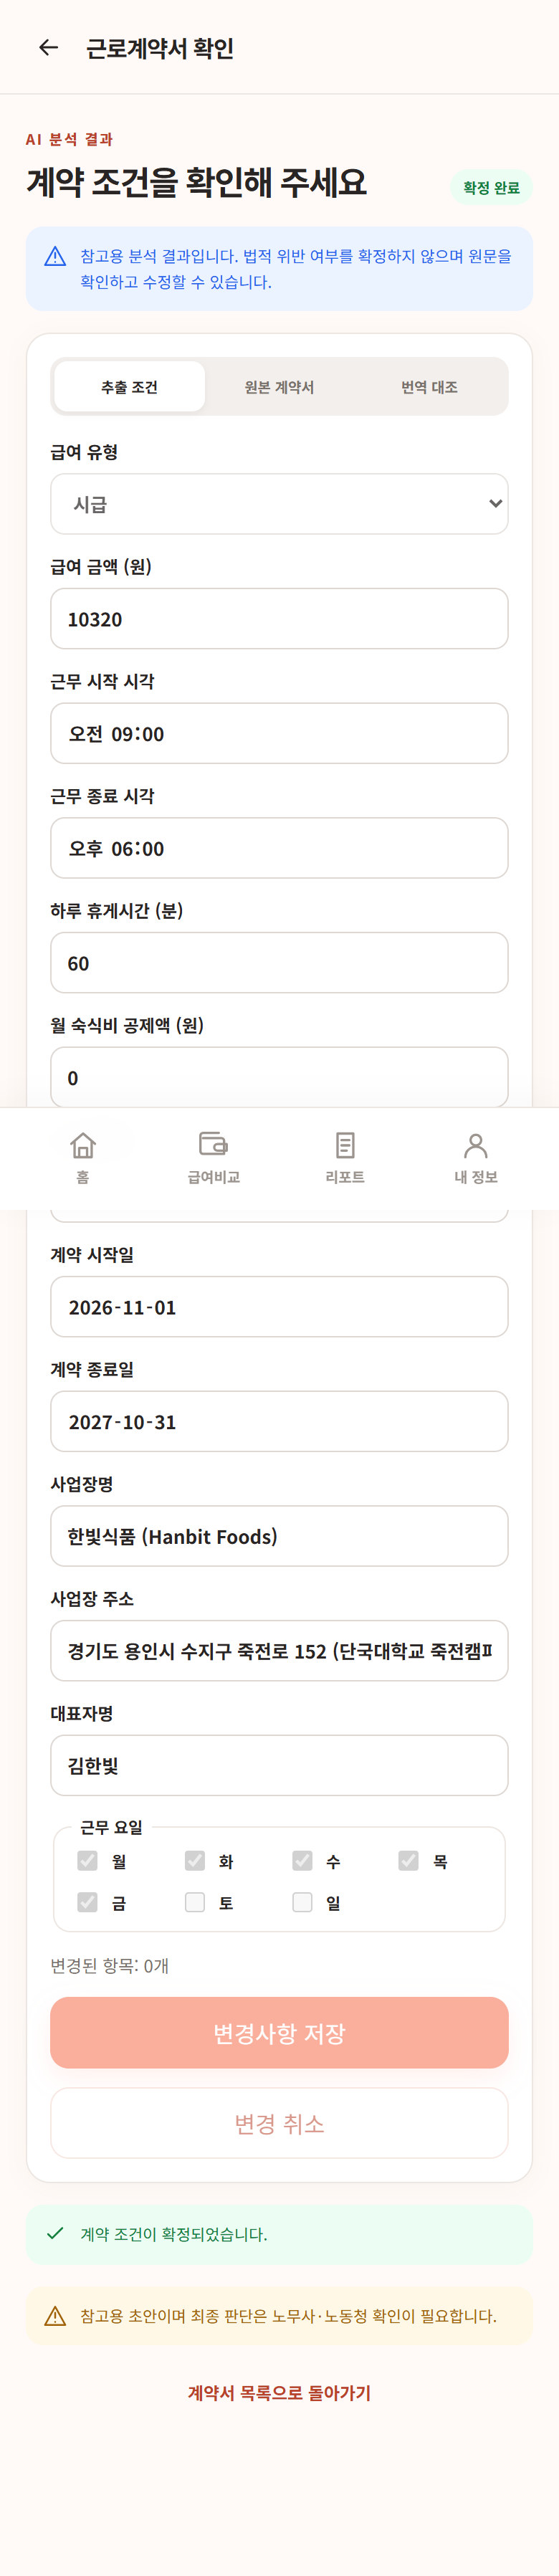 근로계약서 확인
AI 분석 결과
계약 조건을 확인해 주세요
확정 완료
참고용 분석 결과입니다. 법적 위반 여부를 확정하지 않으며 원문을
확인하고 수정할 수 있습니다.
추출 조건
원본 계약서
번역 대조
급여 유형
시급
급여 금액 (원)
10320
근무 시작 시각
오전 09:00
근무 종료 시각
오후 06:00
하루 휴게시간 (분)
60
월 숙식비 공제액 (원)
0
홈
급여비교
리포트
내 정보
계약 시작일
2026-11-01
계약 종료일
2027-10-31
사업장명
한빛식품 (Hanbit Foods)
사업장 주소
경기도 용인시 수지구 죽전로 152 (단국대학교 죽전캠
대표자명
김한빛
근무 요일
월
화
수
목
금
토
일
변경된 항목: 0개
변경사항 저장
변경 취소
계약 조건이 확정되었습니다.
참고용 초안이며 최종 판단은 노무사·노동청 확인이 필요합니다.
계약서 목록으로 돌아가기